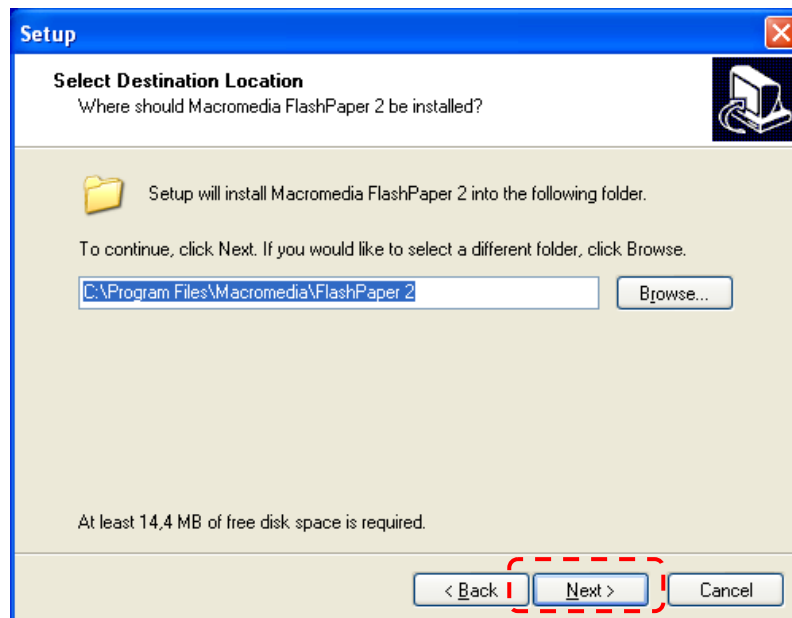 Setup
Select Destination Location
Where should Macromedia FlashPaper 2 be installed?
Setup will install Macromedia FlashPaper 2 into the following folder.
To continue, click Next. If you would like to select a different folder, click Browse.
C:\Program Files\Macromedia\FlashPaper 2
Browse...
At least 14,4 MB of free disk space is required.
< Back
Next >
Cancel